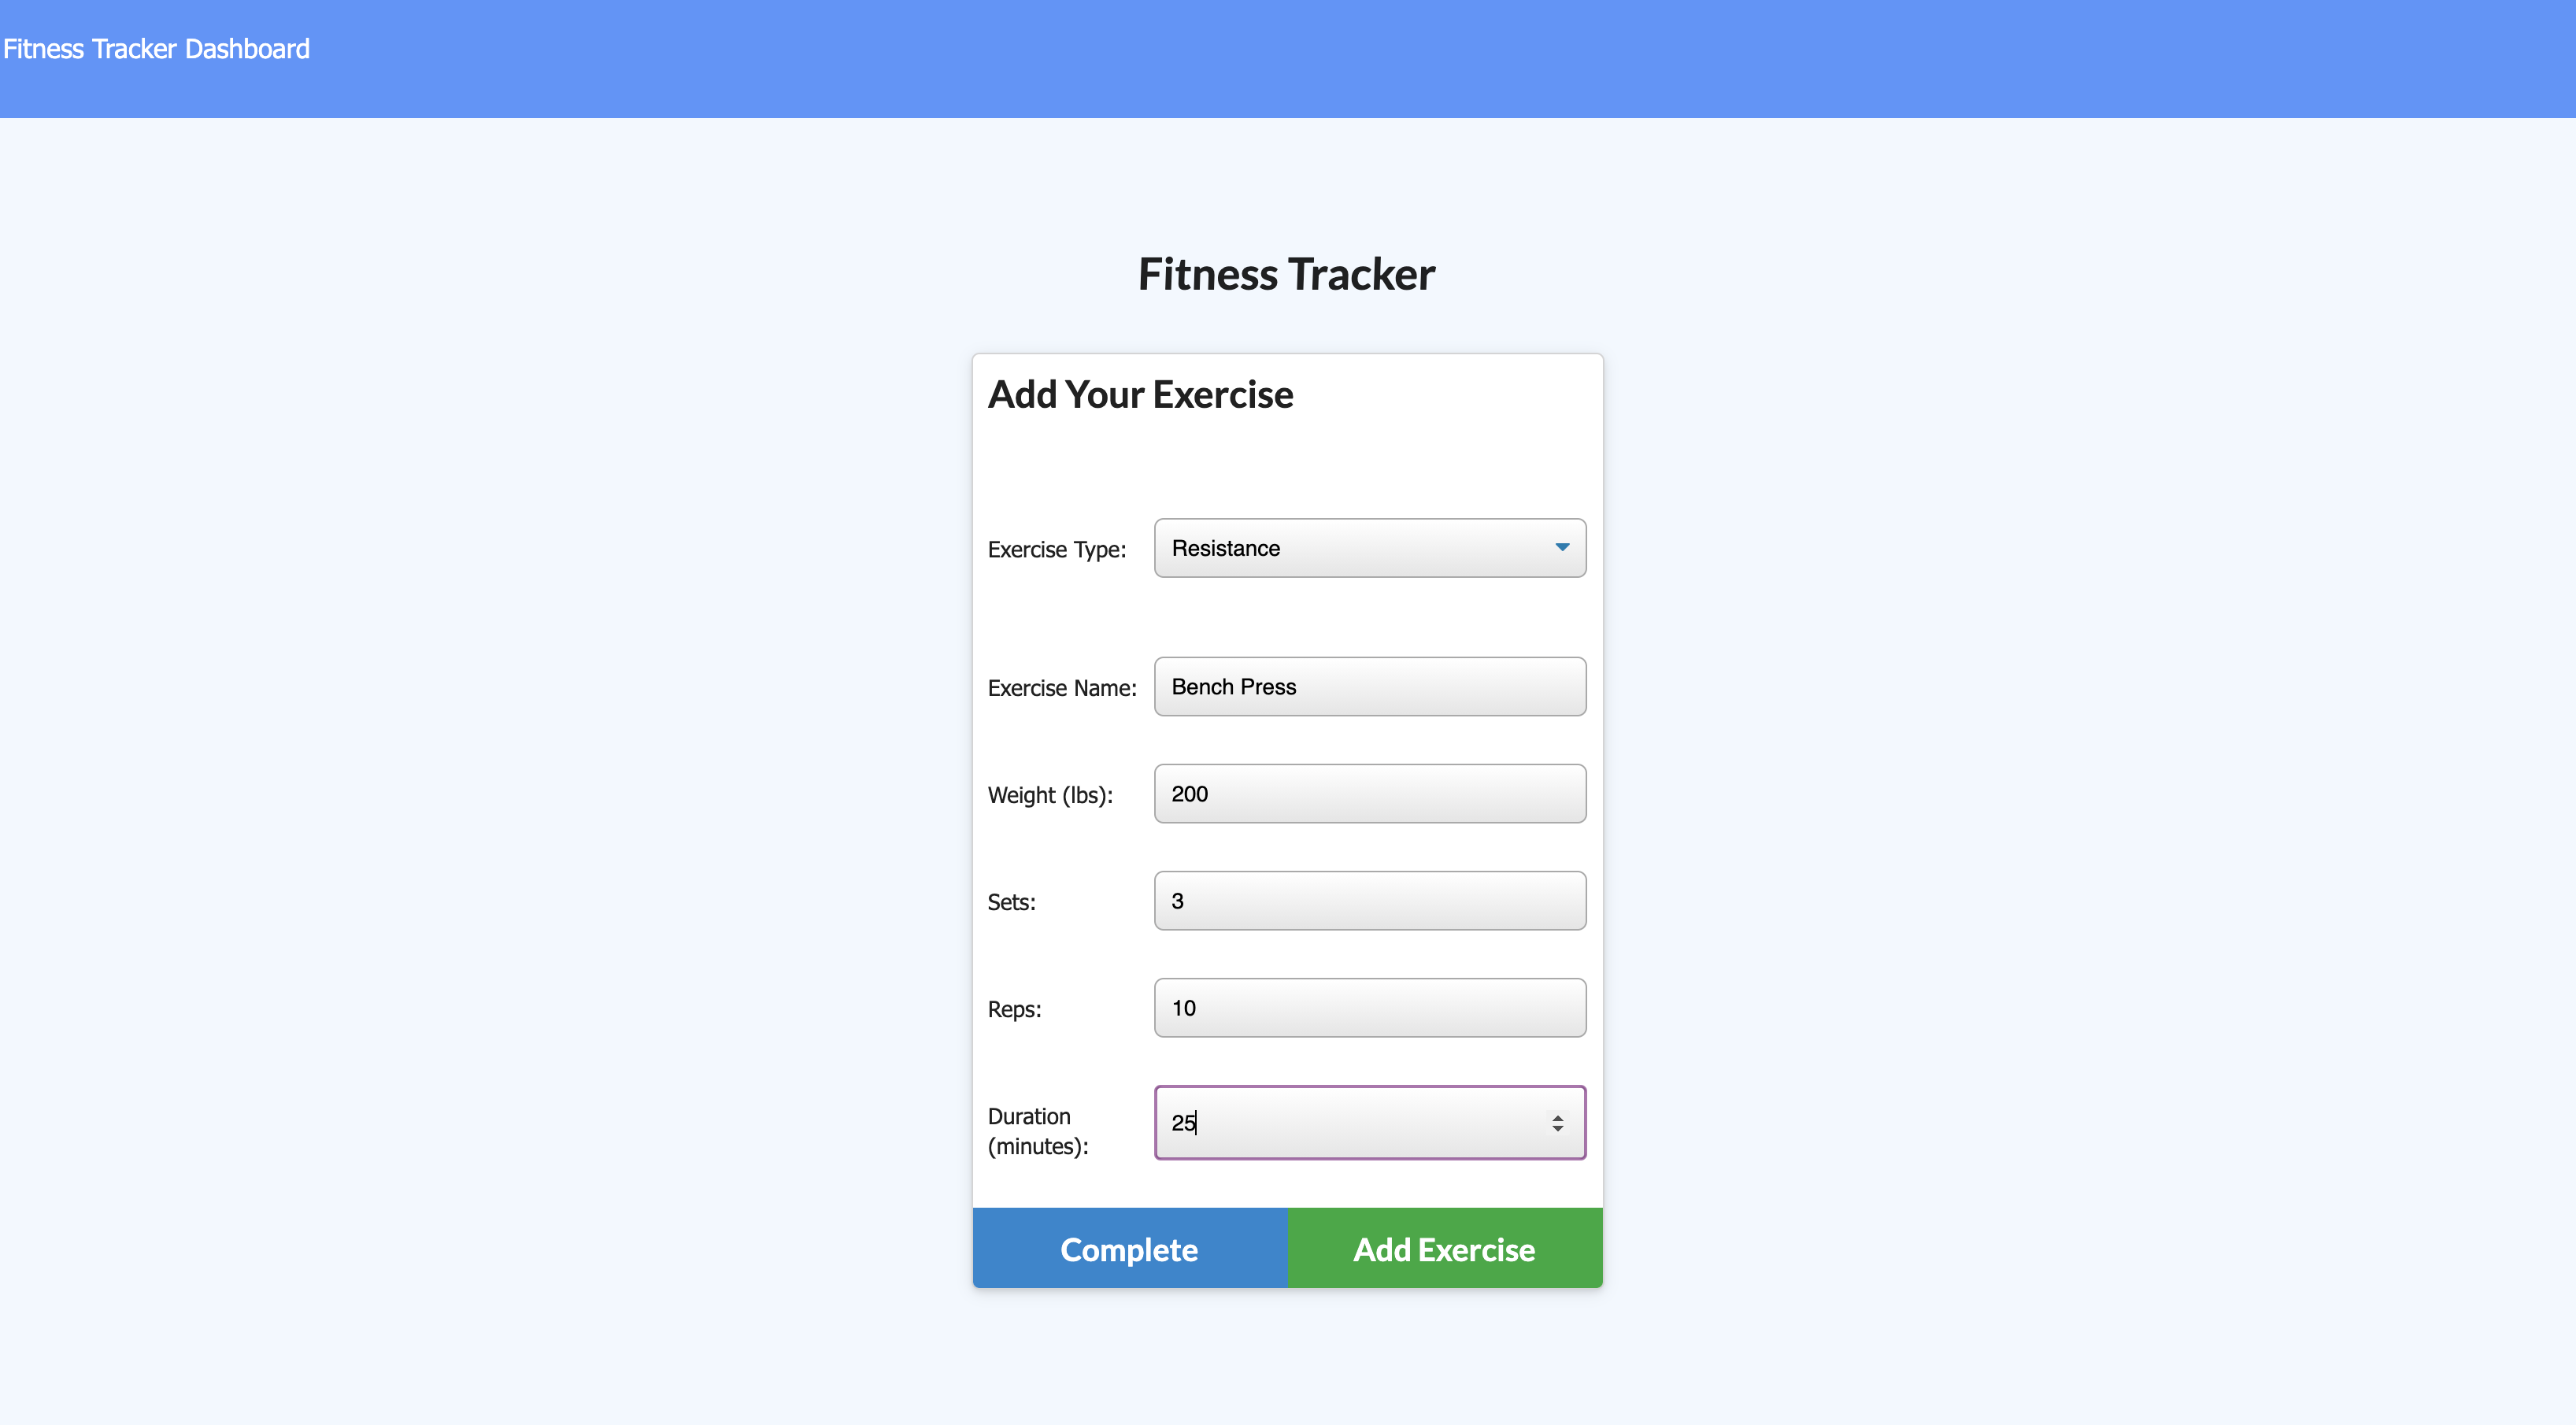 Fitness Tracker Dashboard
Fitness Tracker
Add Your Exercise
Exercise Type: Resistance
Exercise Name: Bench Press
Weight (lbs): 200
Sets: 3
Reps: 10
Duration
(minutes): 25
Complete Add Exercise